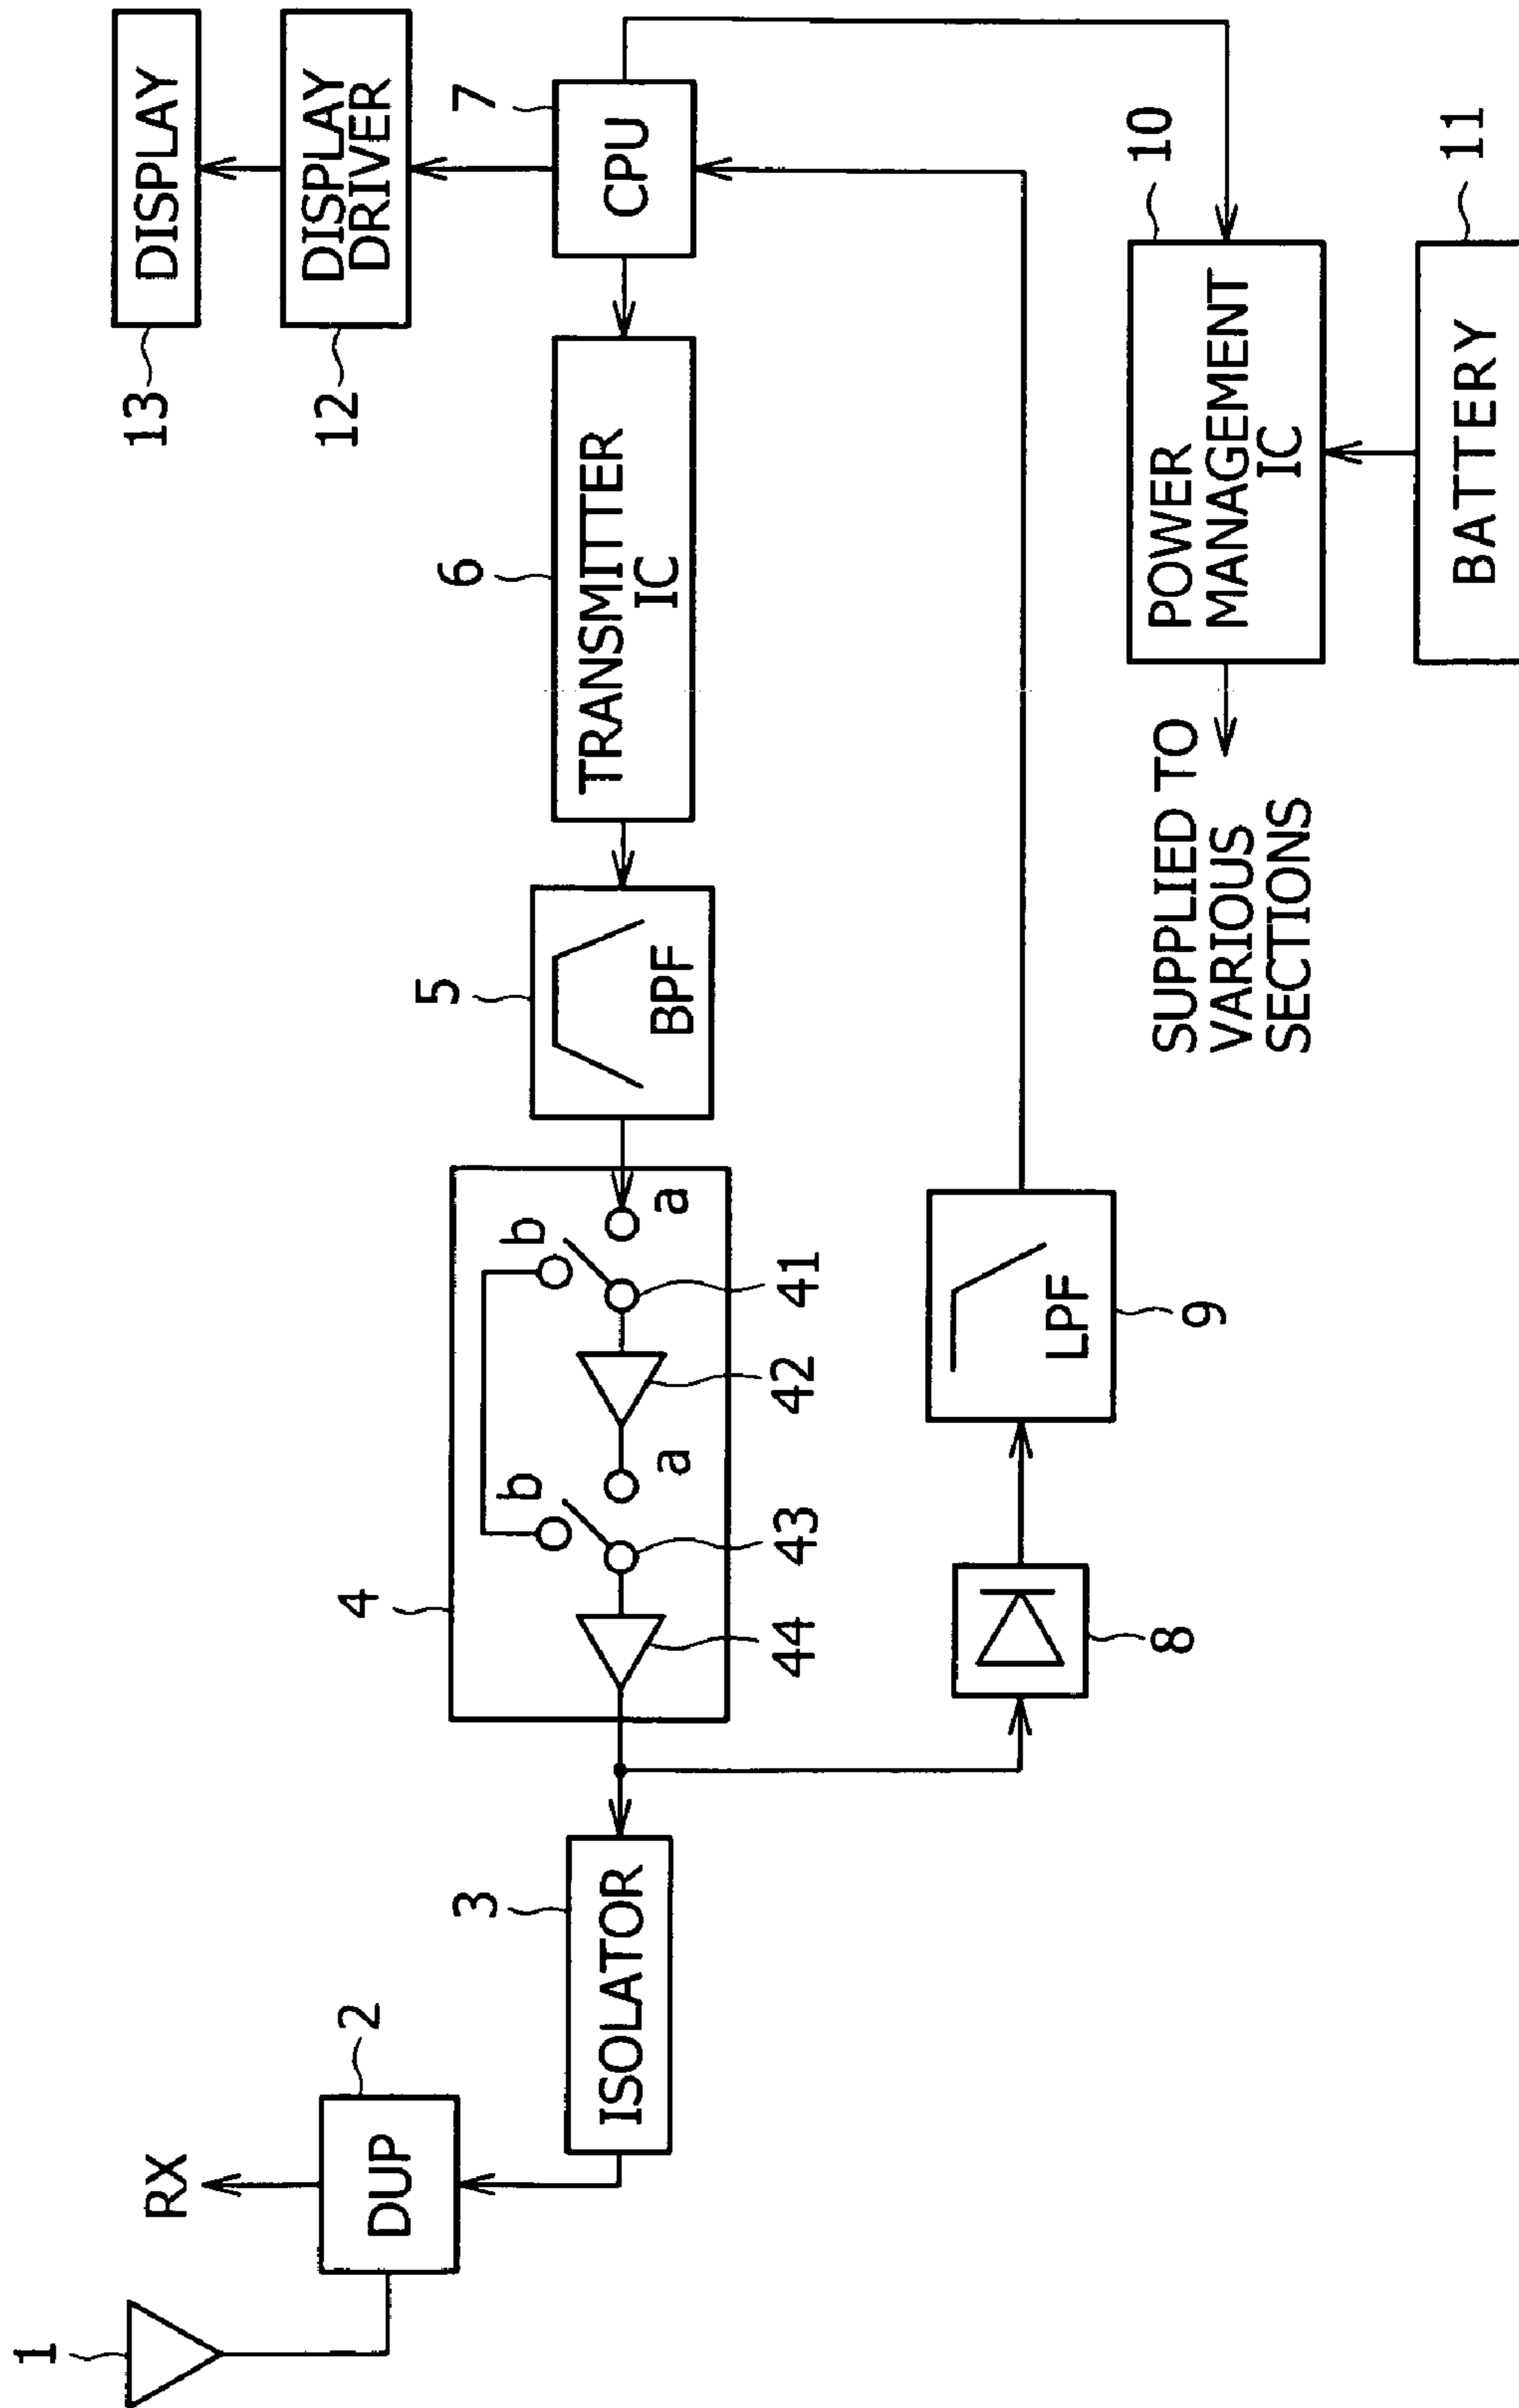 1
RX
DUP
2
ISOLATOR
3
4
44
43
42
41
b
a
b
a
BPF
5
TRANSMITTER
IC
6
CPU
7
DISPLAY
DRIVER
12
DISPLAY
13
8
LPF
9
POWER
MANAGEMENT
IC
10
SUPPLIED TO
VARIOUS
SECTIONS
BATTERY
11